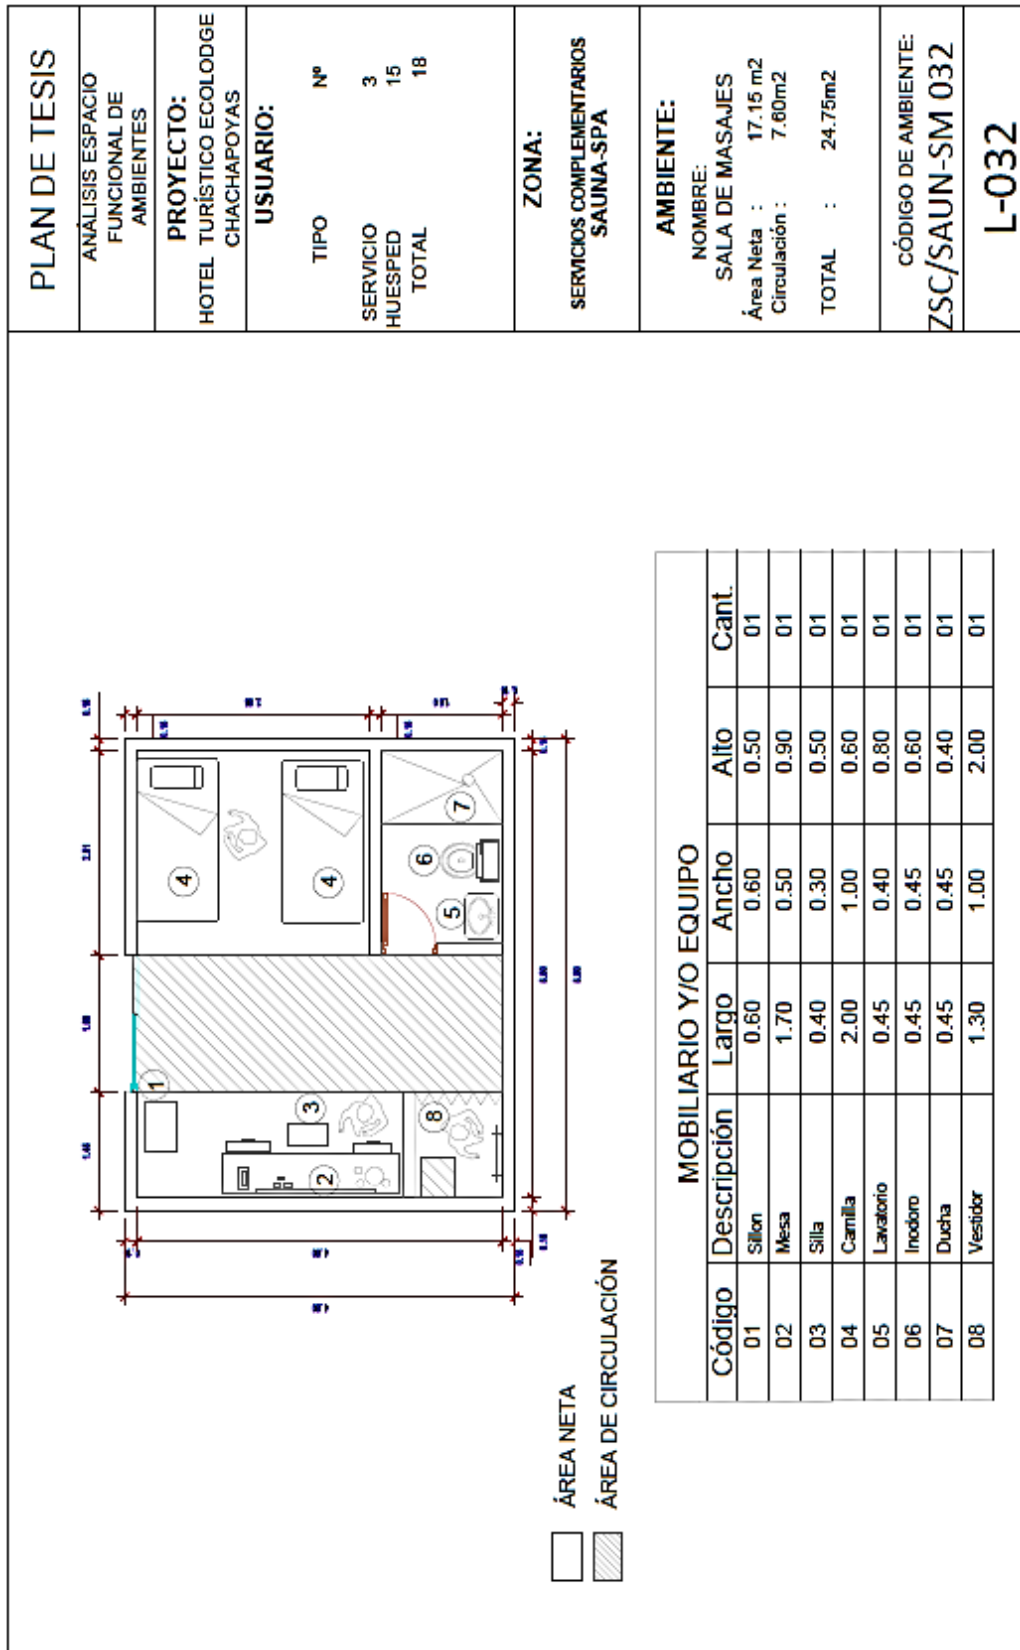 PLAN DE TESIS
ANÁLISIS ESPACIO
FUNCIONAL DE
AMBIENTES
PROYECTO:
HOTEL TURÍSTICO ECOLODGE
CHACHAPOYAS
USUARIO:
TIPO Nº
SERVICIO 3
HUESPED 15
TOTAL 18
ZONA:
SERVICIOS COMPLEMENTARIOS
SAUNA-SPA
AMBIENTE:
NOMBRE:
SALA DE MASAJES
Área Neta : 17.15 m2
Circulación : 7.60m2
TOTAL : 24.75m2
CÓDIGO DE AMBIENTE:
ZSC/SAUN-SM 032
L-032
1
2
3
4
4
5
6
7
8
ÁREA NETA
ÁREA DE CIRCULACIÓN
MOBILIARIO Y/O EQUIPO
Código Descripción Largo Ancho Alto Cant.
01 Sillon 0.60 0.60 0.50 01
02 Mesa 1.70 0.50 0.90 01
03 Silla 0.40 0.30 0.50 01
04 Camilla 2.00 1.00 0.60 01
05 Lavatorio 0.45 0.40 0.80 01
06 Inodoro 0.45 0.45 0.60 01
07 Ducha 0.45 0.45 0.40 01
08 Vestidor 1.30 1.00 2.00 01